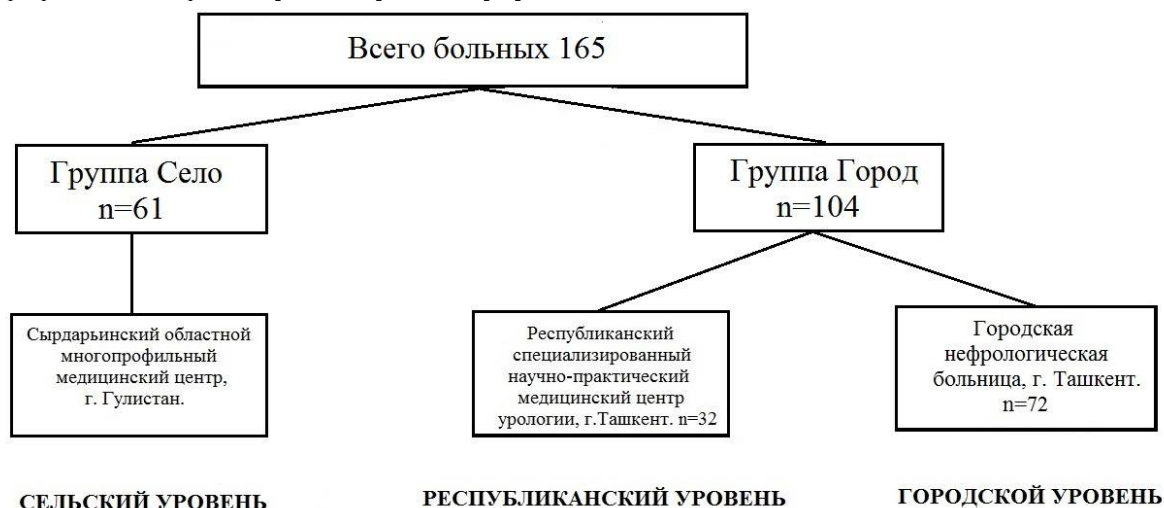 Всего больных 165
Группа Село
n=61
Группа Город
n=104
Сырдарьинский областной
многопрофильный
медицинский центр,
г. Гулистан.
Республиканский
специализированный
научно-практический
медицинский центр
урологии, г.Ташкент. n=32
Городская
нефрологическая
больница, г. Ташкент.
n=72
СЕЛЬСКИЙ УРОВЕНЬ
РЕСПУБЛИКАНСКИЙ УРОВЕНЬ
ГОРОДСКОЙ УРОВЕНЬ